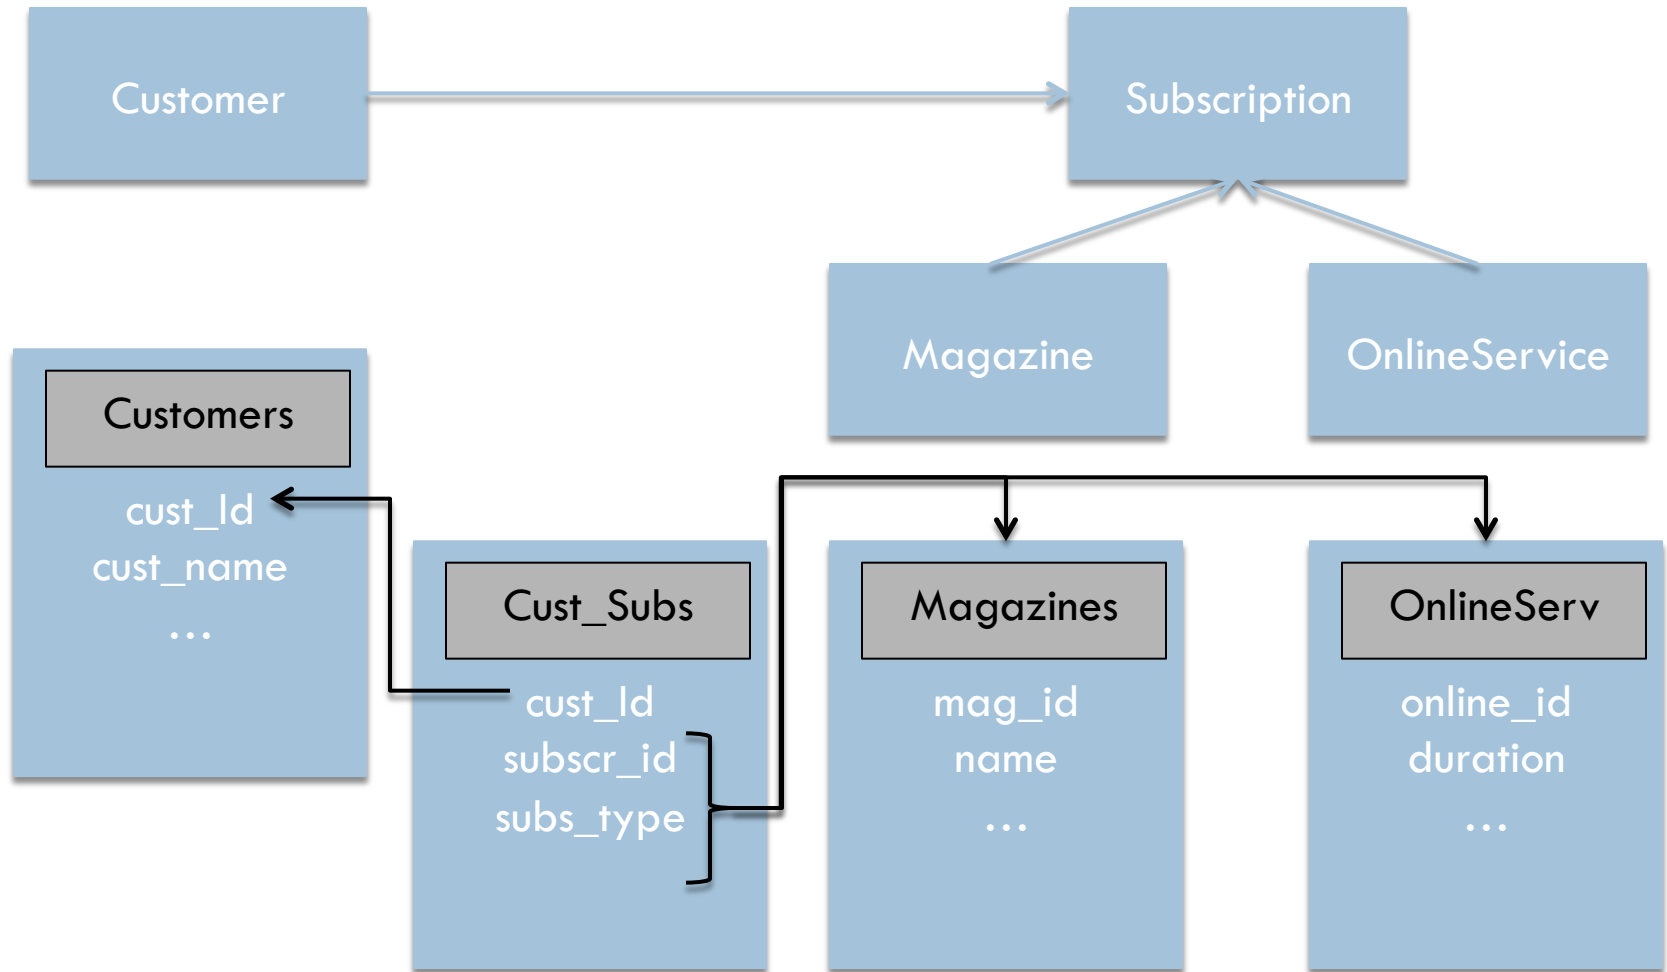 Customer
Subscription
Magazine
OnlineService
Customers
cust_Id
cust_name
...
Cust_Subs
cust_Id
subscr_id
subs_type
Magazines
mag_id
name
...
OnlineServ
online_id
duration
...